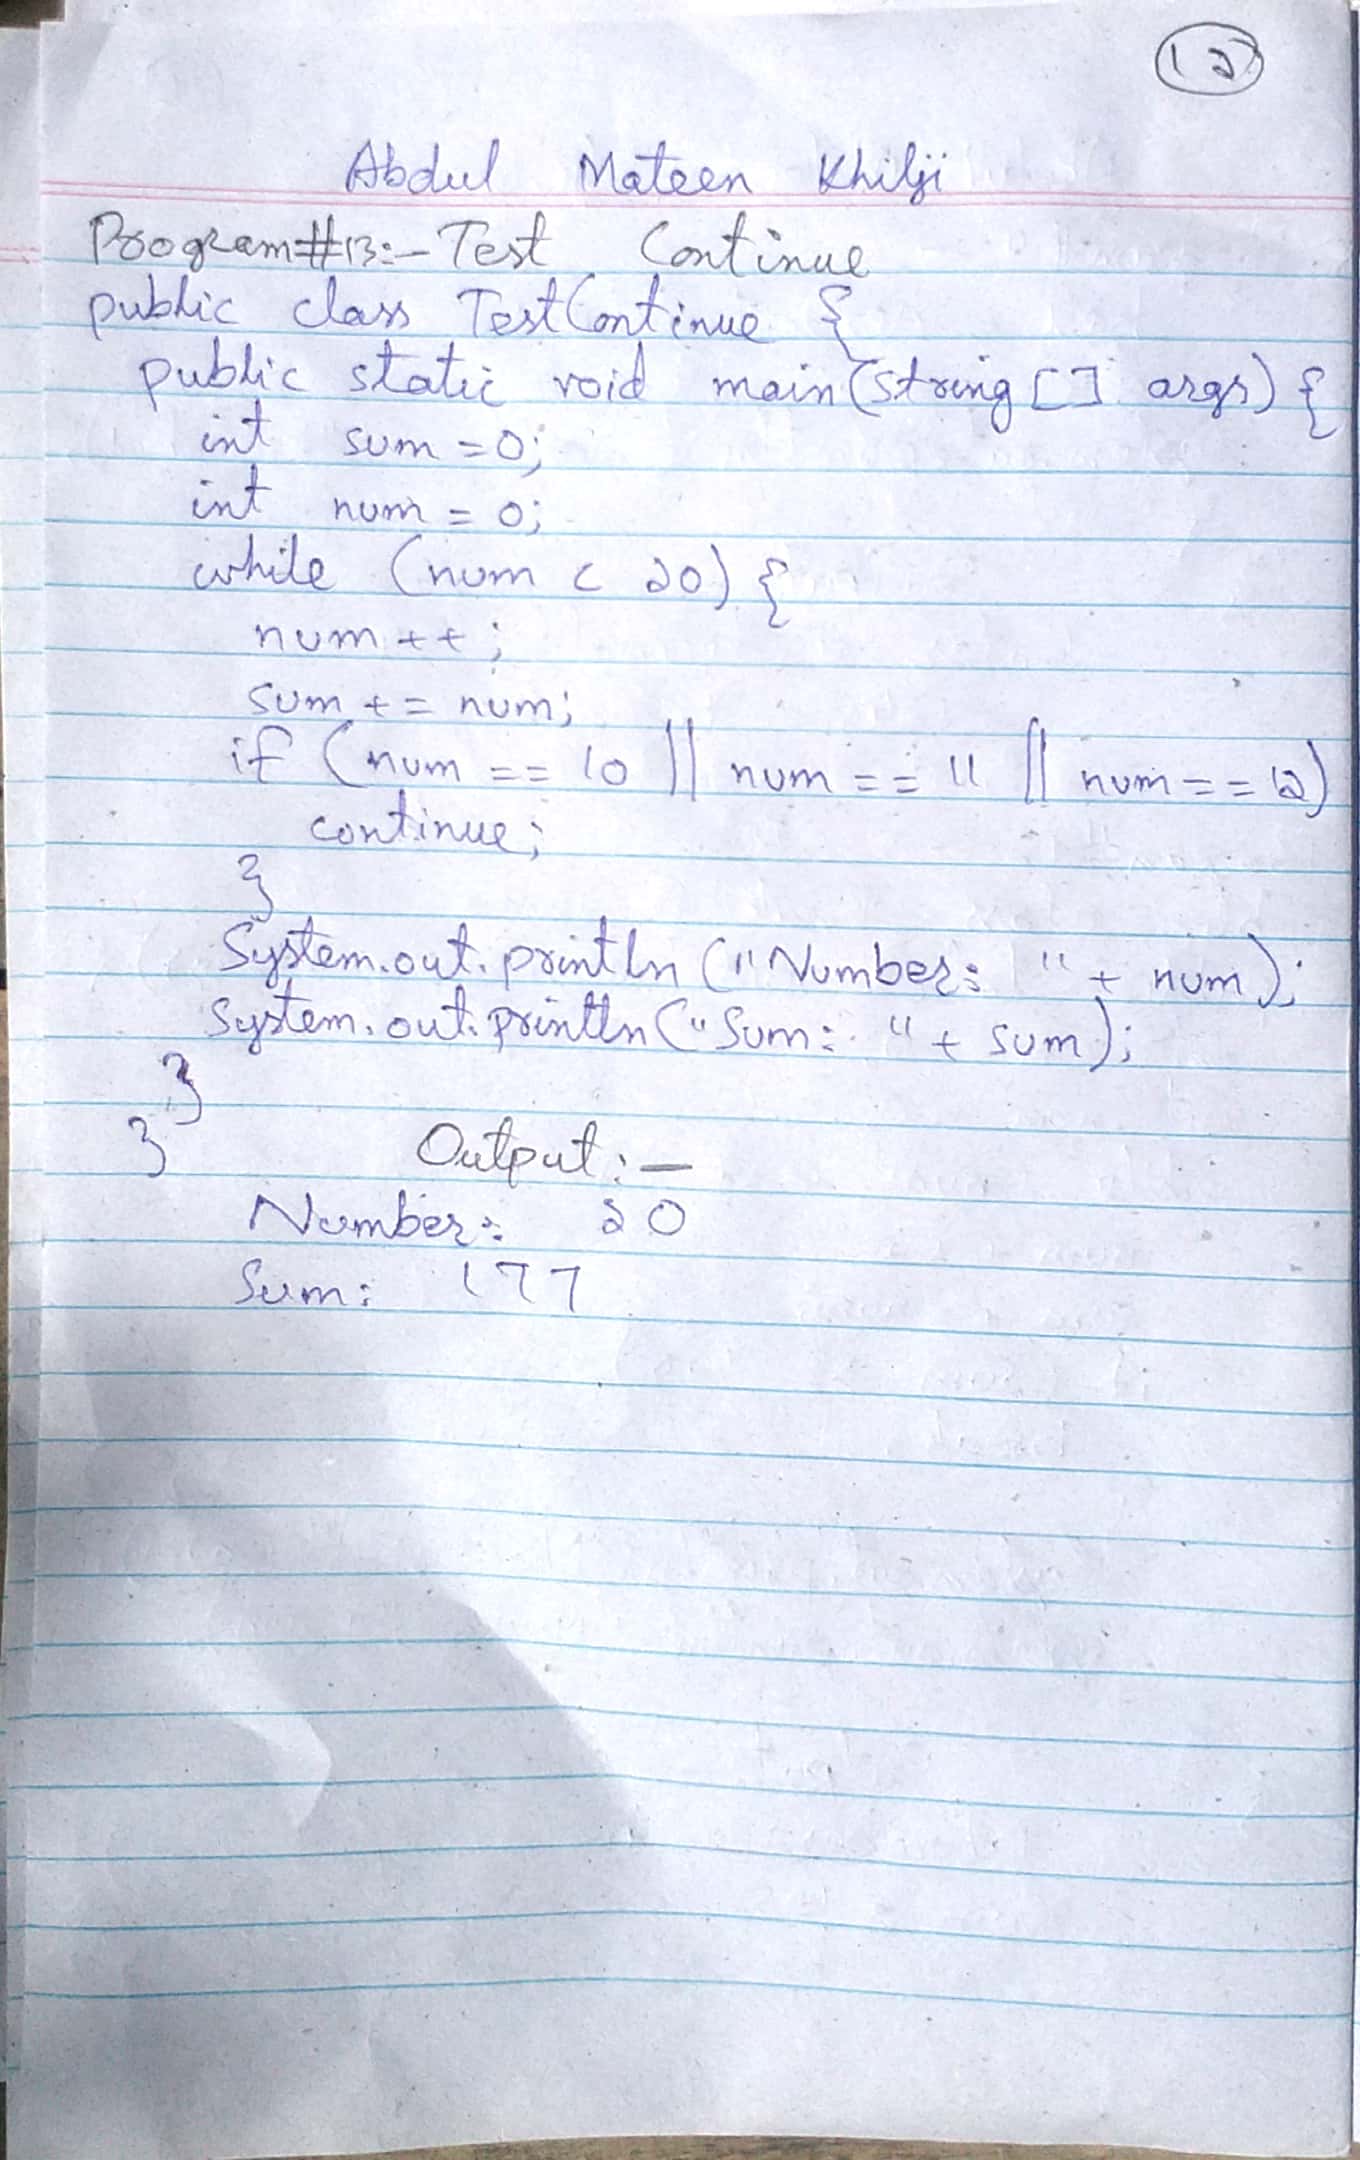 12
Abdul Mateen Khilji
Program#13:- Test Continue
public class TestContinue {
public static void main(string [] args) {
int sum = 0;
int num = 0;
while (num < 20) {
num ++;
sum += num;
if (num == 10 || num == 11 || num == 12)
continue;
}
System.out.println ("Number: " + num);
System.out.println ("Sum: " + sum);
}
}
Output:-
Number: 20
Sum: 177